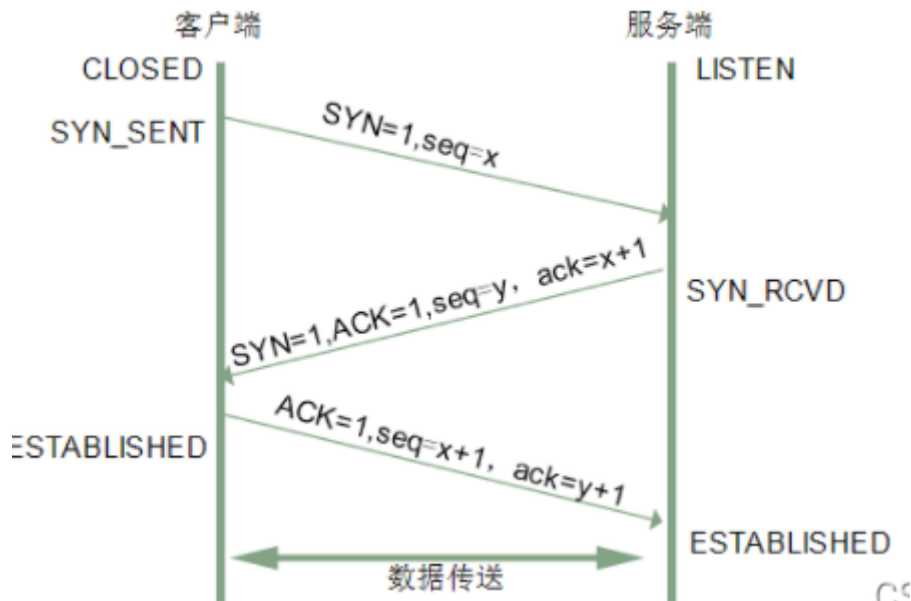 客户端
服务端
CLOSED
LISTEN
SYN_SENT
SYN=1,seq=x
SYN=1,ACK=1,seq=y, ack=x+1
SYN_RCVD
ACK=1,seq=x+1, ack=y+1
ESTABLISHED
ESTABLISHED
数据传送